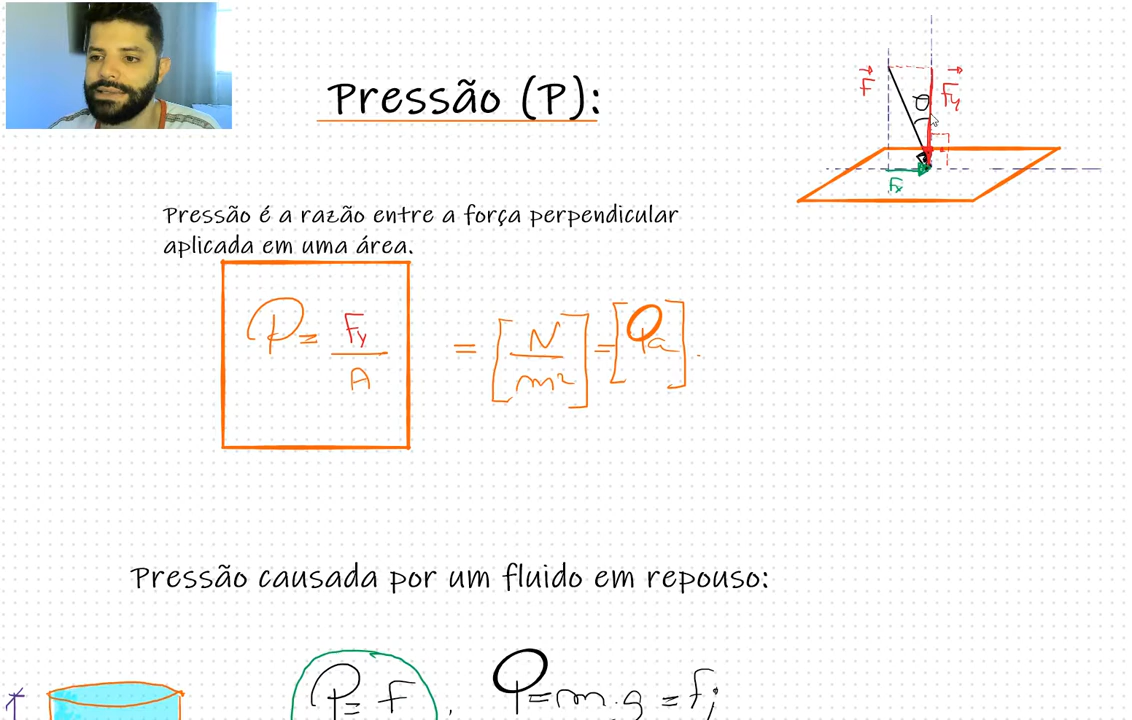 Pressão (P):
F
θ
Fy
Fx
Pressão é a razão entre a força perpendicular
aplicada em uma área.
P = Fy / A = [N / m²] = [Pa].
Pressão causada por um fluido em repouso:
P = F, P = m.g = F;